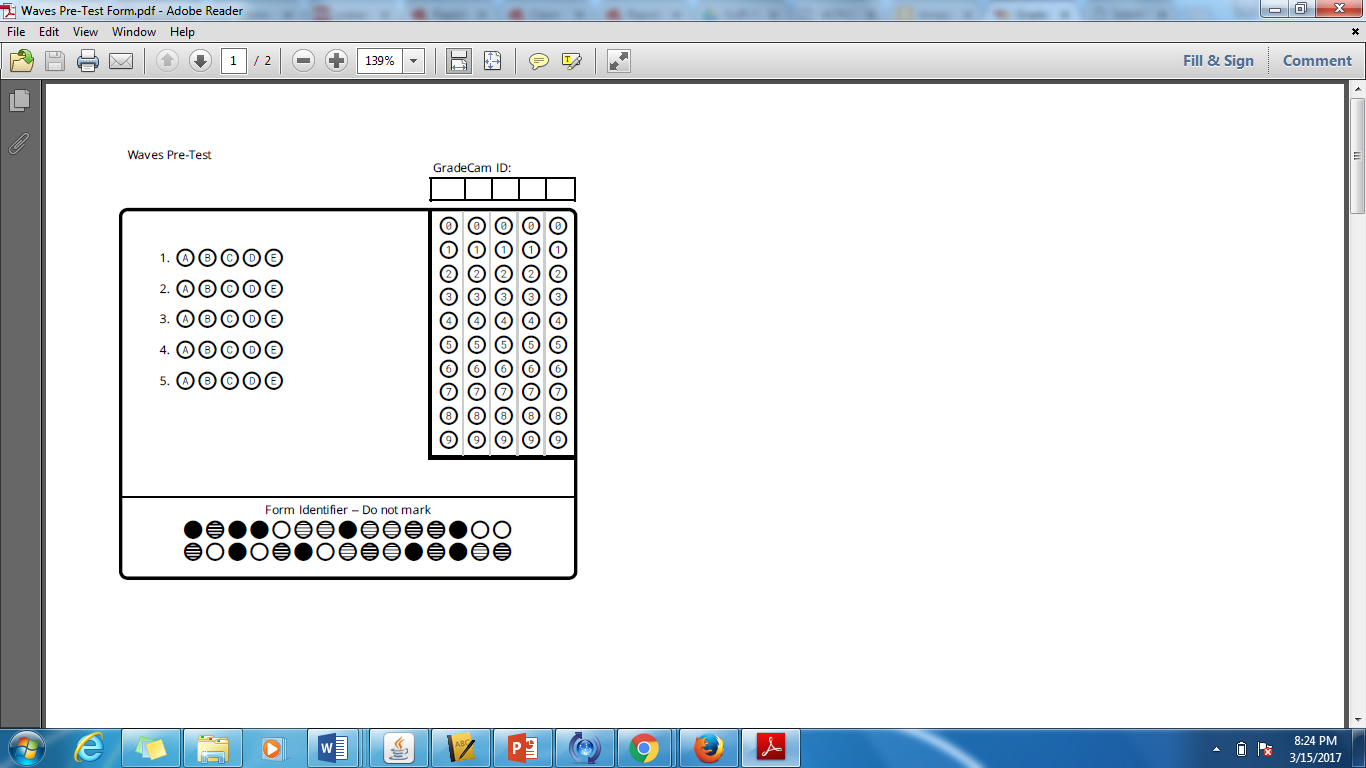 Waves Pre-Test Form.pdf - Adobe Reader
File Edit View Window Help
1 / 2 139% Fill & Sign Comment
Waves Pre-Test
GradeCam ID:
0 0 0 0 0
1 1 1 1 1
1. A B C D E
2 2 2 2 2
2. A B C D E
3 3 3 3 3
3. A B C D E
4 4 4 4 4
4. A B C D E
5 5 5 5 5
6 6 6 6 6
5. A B C D E
7 7 7 7 7
8 8 8 8 8
9 9 9 9 9
Form Identifier -- Do not mark
8:24 PM
3/15/2017